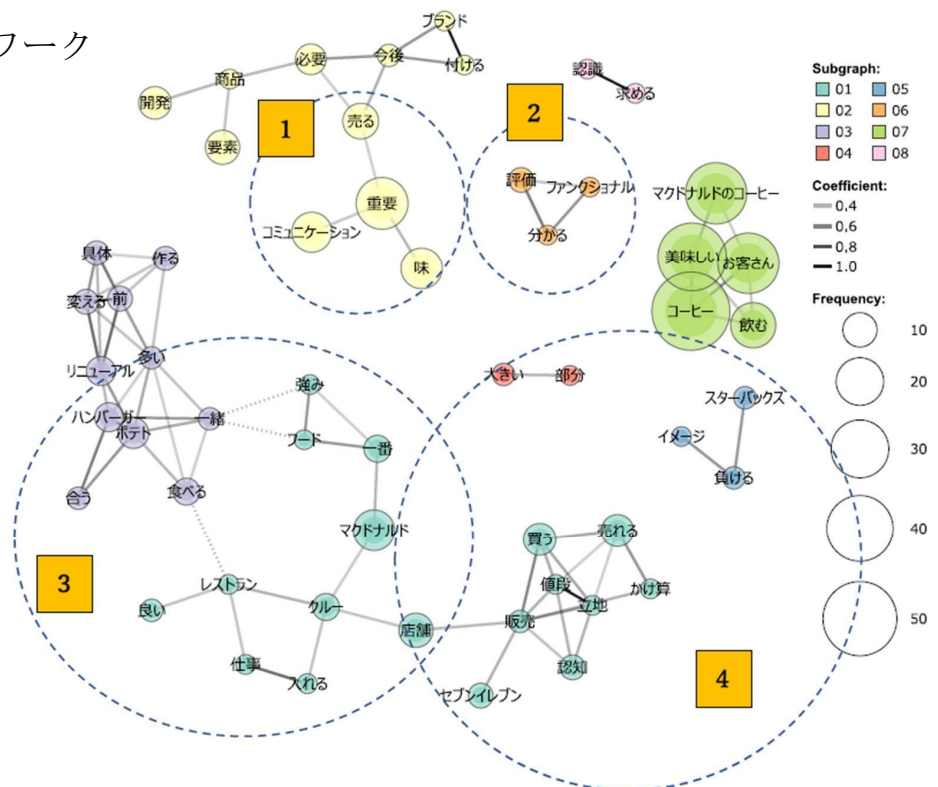 ワーク
ブランド
必要
今後
付ける
商品
開発
要素
認識
求める
1
売る
重要
コミュニケーション
味
2
評価
ファンクショナル
分かる
マクドナルドのコーヒー
美味しい
お客さん
コーヒー
飲む
具体
作る
変える
前
リニューアル
多い
ハンバーガー
ポテト
一緒
合う
食べる
強み
フード
一番
マクドナルド
3
レストラン
良い
クルー
店舗
仕事
入れる
大きい
部分
スターバックス
イメージ
負ける
買う
売れる
値段
立地
かけ算
販売
認知
セブンイレブン
4
Subgraph:
01 05
02 06
03 07
04 08
Coefficient:
0.4
0.6
0.8
1.0
Frequency:
10
20
30
40
50